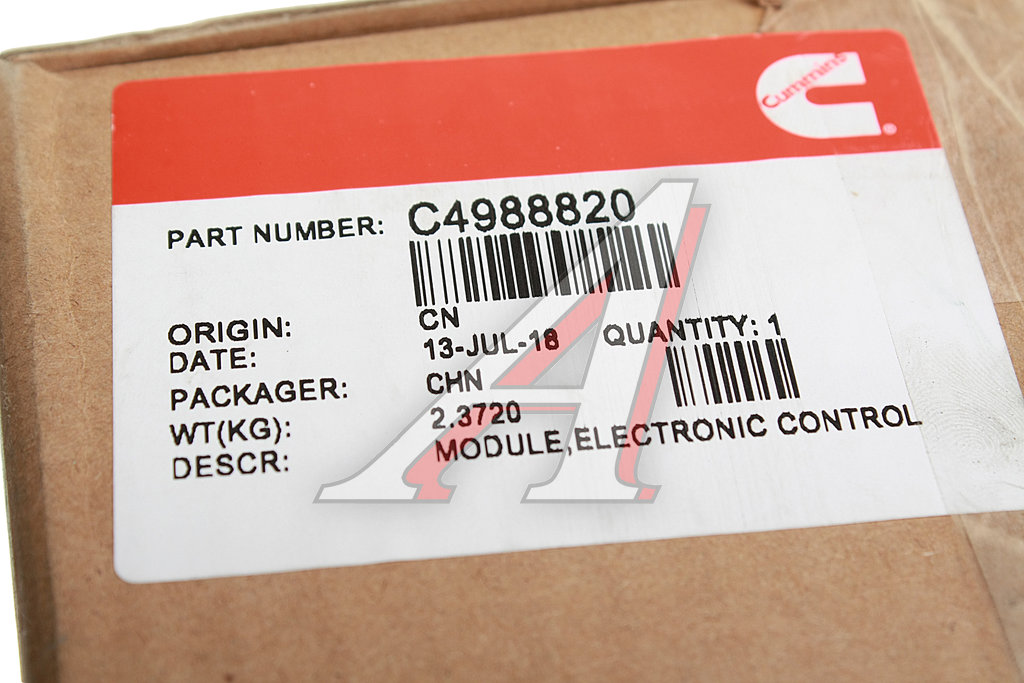 Cummins
PART NUMBER: C4988820
ORIGIN: CN
DATE: 13-JUL-18 QUANTITY: 1
PACKAGER: CHN
WT(KG): 2.3720
DESCR: MODULE,ELECTRONIC CONTROL